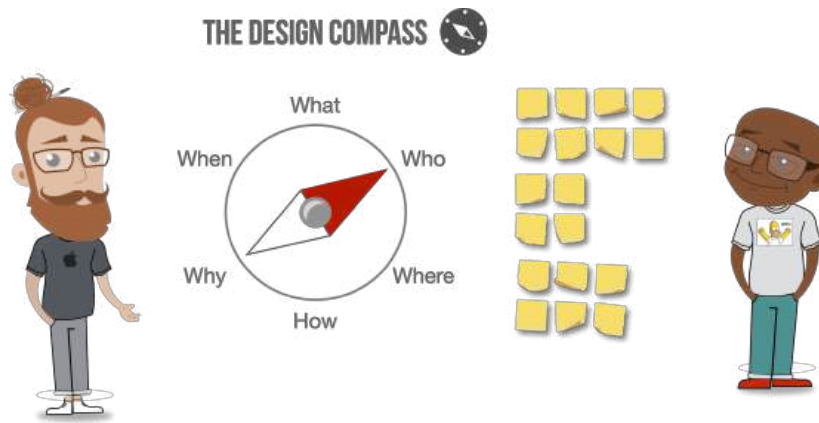 THE DESIGN COMPASS
What
When
Who
Why
Where
How